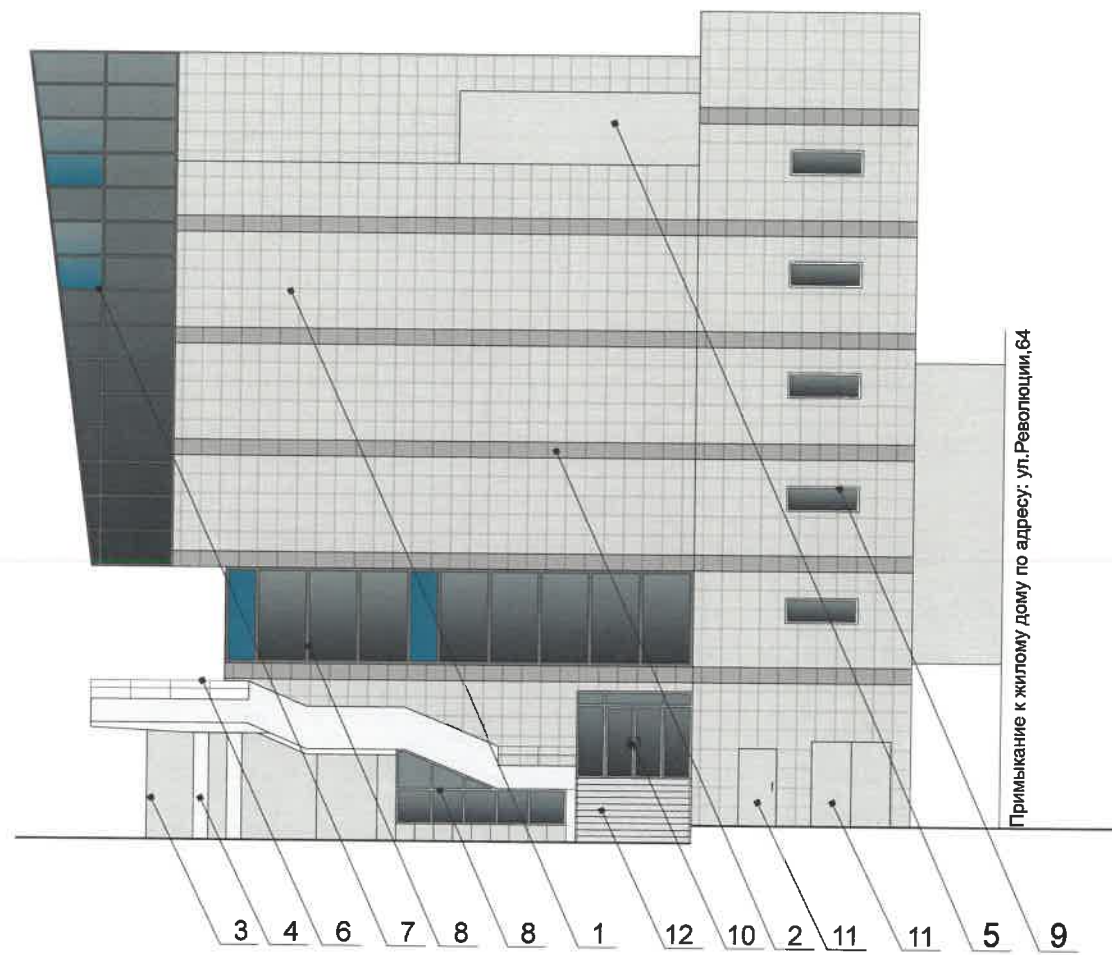 Примыкание к жилому дому по адресу: ул.Революции,64
3 4 6 7 8 8 1 12 10 2 11 11 5 9